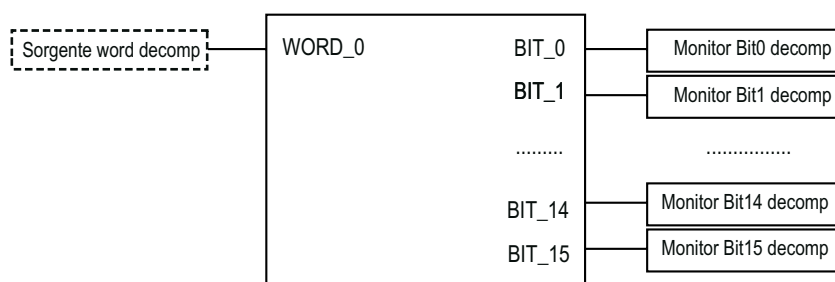 Sorgente word decomp WORD_0 BIT_0 Monitor Bit0 decomp
BIT_1 Monitor Bit1 decomp
......... ................
BIT_14 Monitor Bit14 decomp
BIT_15 Monitor Bit15 decomp